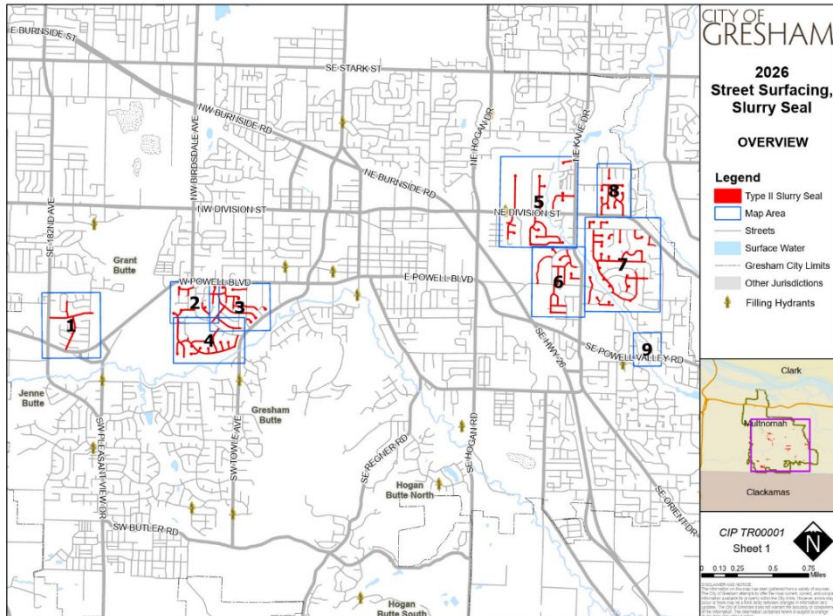 E BURNSIDE ST
SE STARK ST
NW BIRDSDALE AVE
NW BURNSIDE RD
NE HOGAN DR
NE KANE DR
NE BURNSIDE RD
SE 182ND AVE
NW DIVISION ST
NE DIVISION ST
Grant
Butte
W POWELL BLVD
E POWELL BLVD
1
2
3
4
5
6
7
8
9
SE HWY 26
SE POWELL VALLEY RD
Jenne
Butte
Gresham
Butte
SW PLEASANT VIEW DR
SW TOWLE AVE
SE REGNER RD
SE HOGAN RD
Hogan
Butte North
SE ORIENT DR
SW BUTLER RD
Hogan
Butte South
CITY OF
GRESHAM
2026
Street Surfacing,
Slurry Seal
OVERVIEW
Legend
Type II Slurry Seal
Map Area
Streets
Surface Water
Gresham City Limits
Other Jurisdictions
Filling Hydrants
Clark
Multnomah
Clackamas
CIP TR00001
Sheet 1
N
0 0.13 0.25 0.5 0.75
Miles